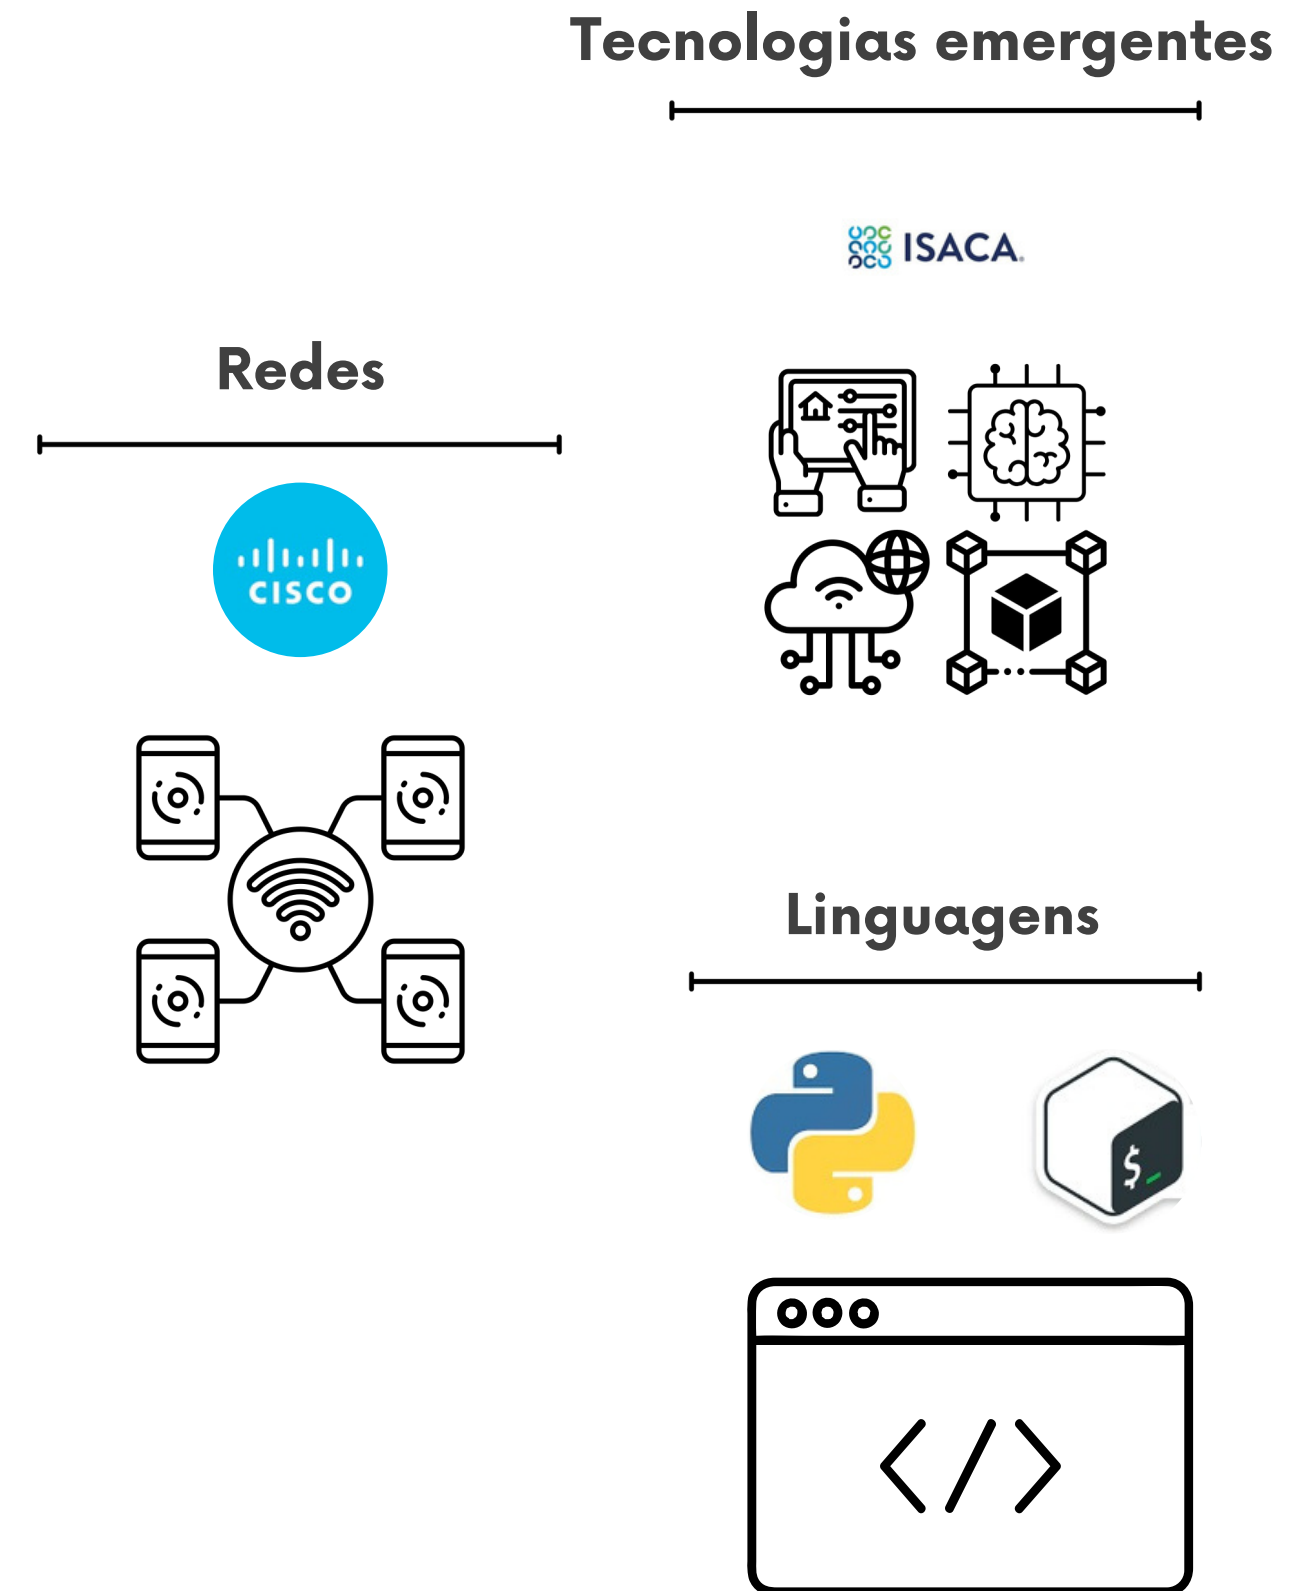 Tecnologias emergentes
ISACA®
Redes
CISCO
Linguagens
$_
</>